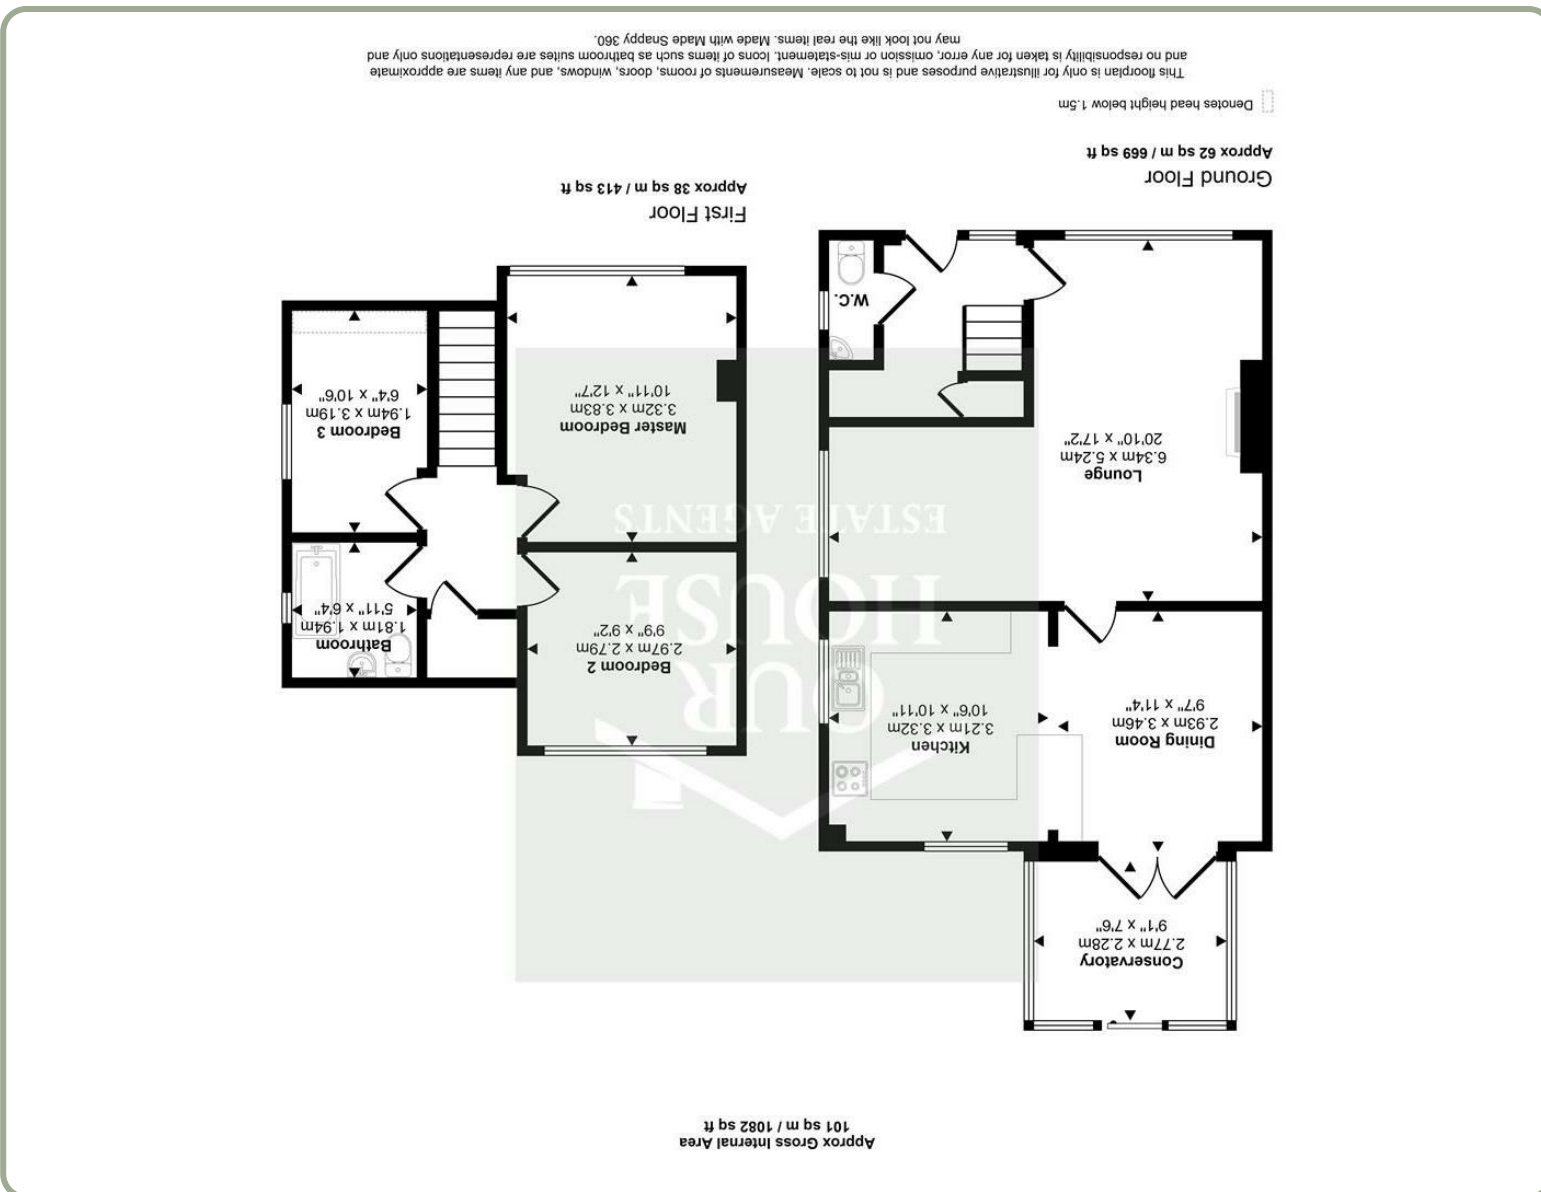 Approx Gross Internal Area
101 sq m / 1082 sq ft
Conservatory
2.77m x 2.28m
9'1" x 7'6"
Dining Room
2.93m x 3.46m
9'7" x 11'4"
Kitchen
3.21m x 3.32m
10'6" x 10'11"
Lounge
6.34m x 5.24m
20'10" x 17'2"
W.C.
Ground Floor
Approx 62 sq m / 669 sq ft
Bedroom 2
2.97m x 2.79m
9'9" x 9'2"
Bathroom
1.81m x 1.94m
5'11" x 6'4"
Master Bedroom
3.32m x 3.83m
10'11" x 12'7"
Bedroom 3
1.94m x 3.19m
6'4" x 10'6"
First Floor
Approx 38 sq m / 413 sq ft
OUR
HOUSE
ESTATE AGENTS
Denotes head height below 1.5m
This floorplan is only for illustrative purposes and is not to scale. Measurements of rooms, doors, windows, and any items are approximate
and no responsibility is taken for any error, omission or mis-statement. Icons of items such as bathroom suites are representations only and
may not look like the real items. Made with Made Snappy 360.